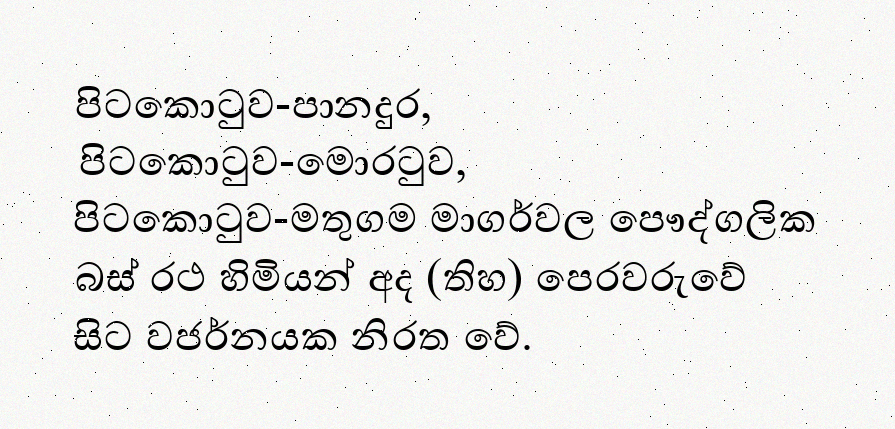 පිටකොටුව-පානදුර,
පිටකොටුව-මොරටුව,
පිටකොටුව-මතුගම මාගර්වල පෞද්ගලික
බස් රථ හිමියන් අද (තිහ) පෙරවරුවේ
සිට වජර්නයක නිරත වේ.